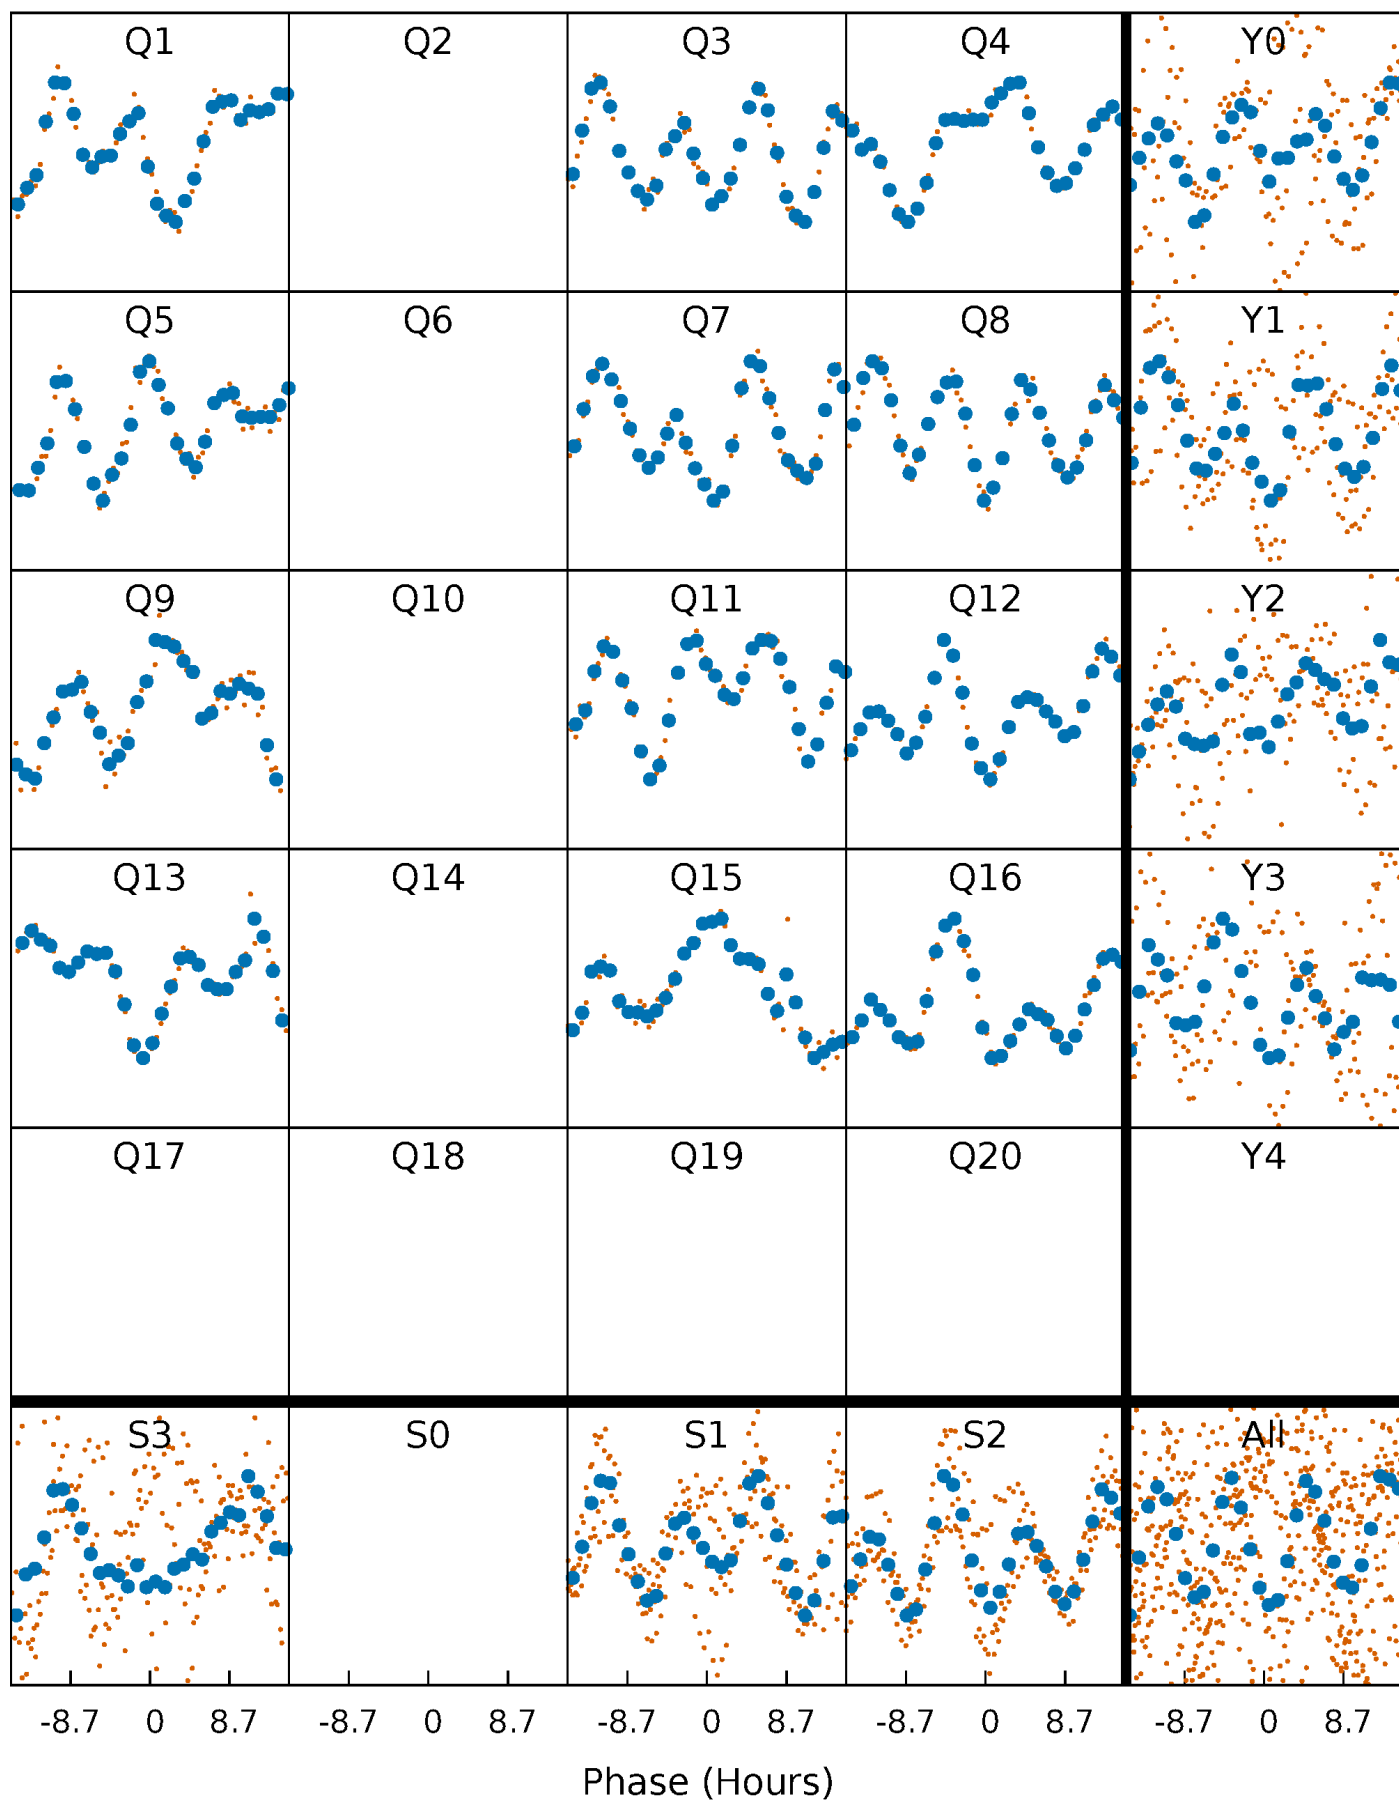 Q1 Q2 Q3 Q4 Y0
Q5 Q6 Q7 Q8 Y1
Q9 Q10 Q11 Q12 Y2
Q13 Q14 Q15 Q16 Y3
Q17 Q18 Q19 Q20 Y4
S3 S0 S1 S2 All
-8.7 0 8.7 -8.7 0 8.7 -8.7 0 8.7 -8.7 0 8.7 -8.7 0 8.7
Phase (Hours)